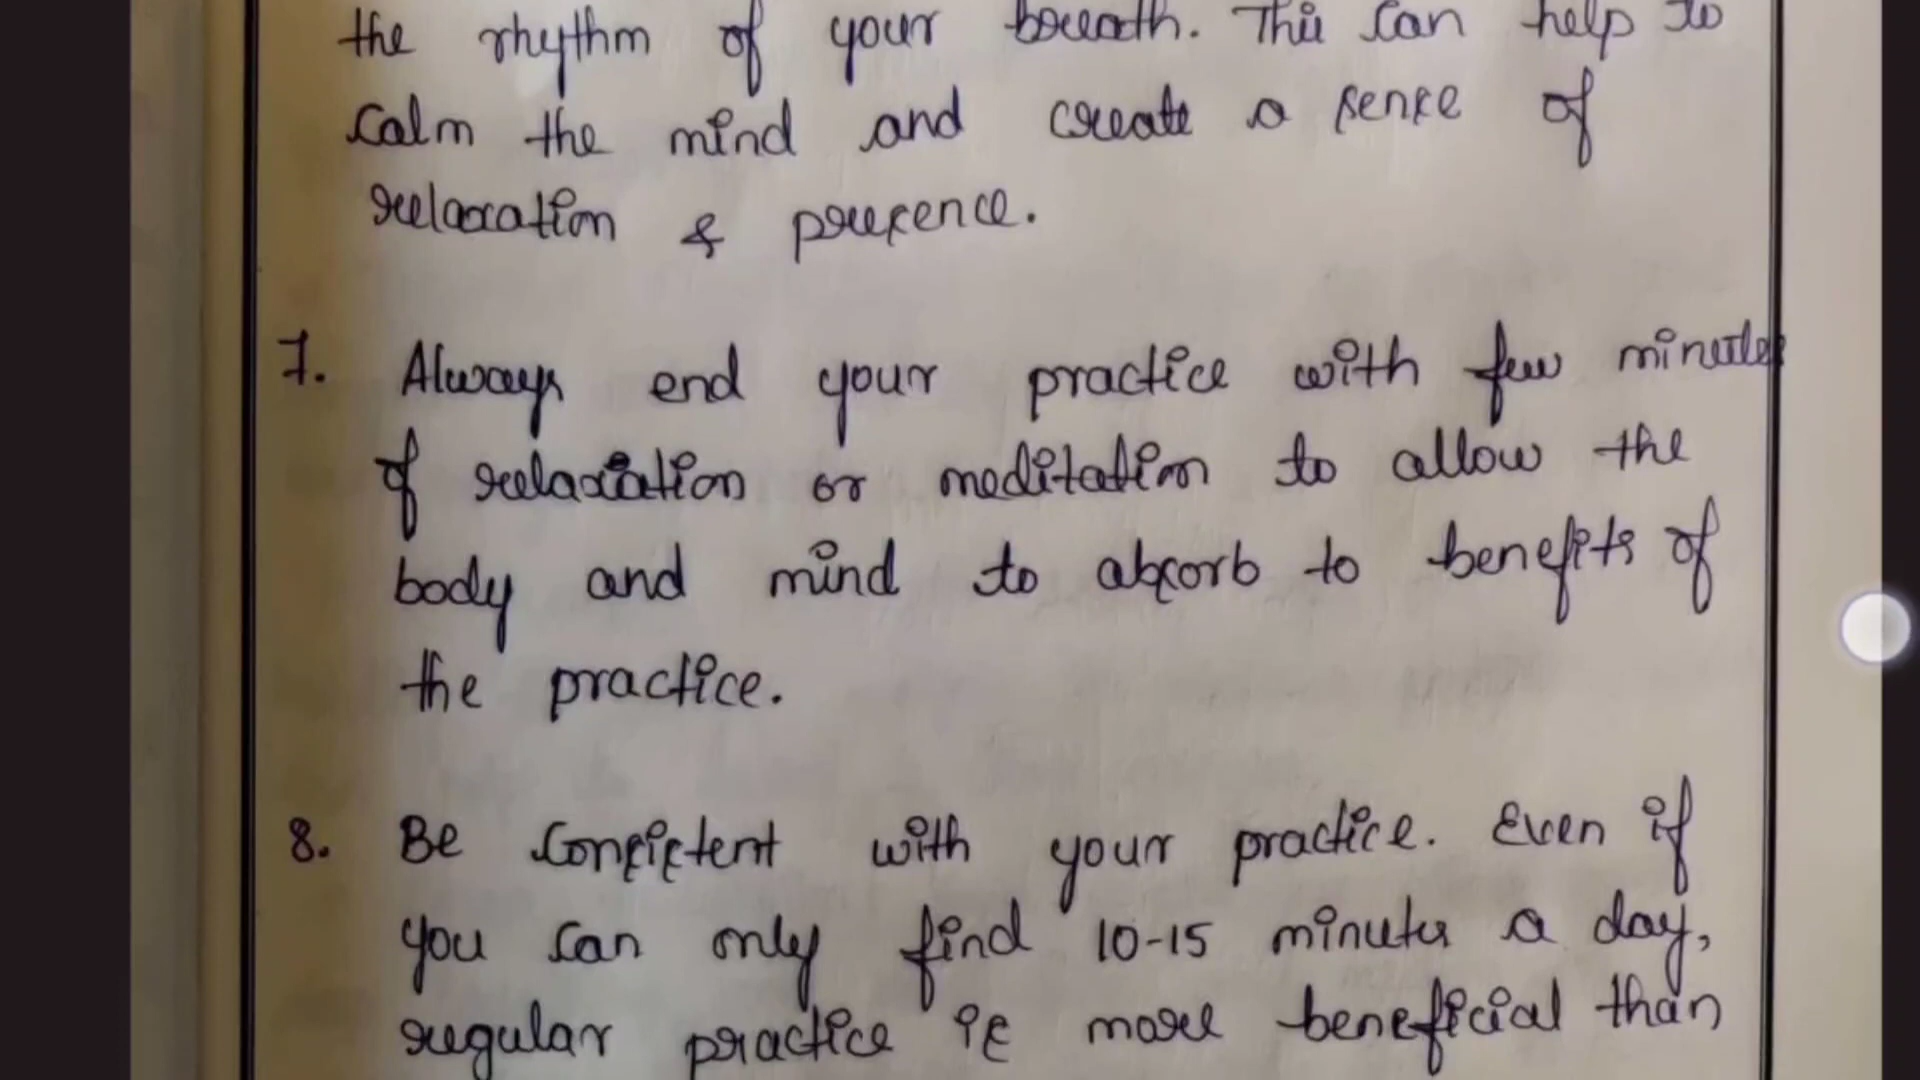 the rhythm of your breath. This can help to
calm the mind and create a sense of
relaxation & presence.
7. Always end your practice with few minutes
of relaxation or meditation to allow the
body and mind to absorb to benefits of
the practice.
8. Be consistent with your practice. Even if
you can only find 10-15 minutes a day,
regular practice is more beneficial than